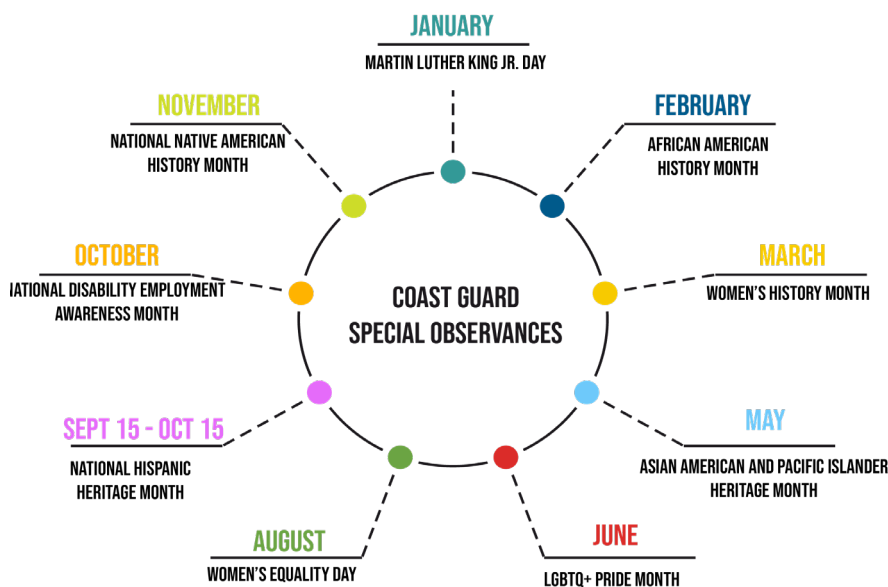 JANUARY
MARTIN LUTHER KING JR. DAY
FEBRUARY
AFRICAN AMERICAN
HISTORY MONTH
MARCH
WOMEN'S HISTORY MONTH
MAY
ASIAN AMERICAN AND PACIFIC ISLANDER
HERITAGE MONTH
JUNE
LGBTQ+ PRIDE MONTH
AUGUST
WOMEN'S EQUALITY DAY
SEPT 15 - OCT 15
NATIONAL HISPANIC
HERITAGE MONTH
OCTOBER
NATIONAL DISABILITY EMPLOYMENT
AWARENESS MONTH
NOVEMBER
NATIONAL NATIVE AMERICAN
HISTORY MONTH
COAST GUARD
SPECIAL OBSERVANCES